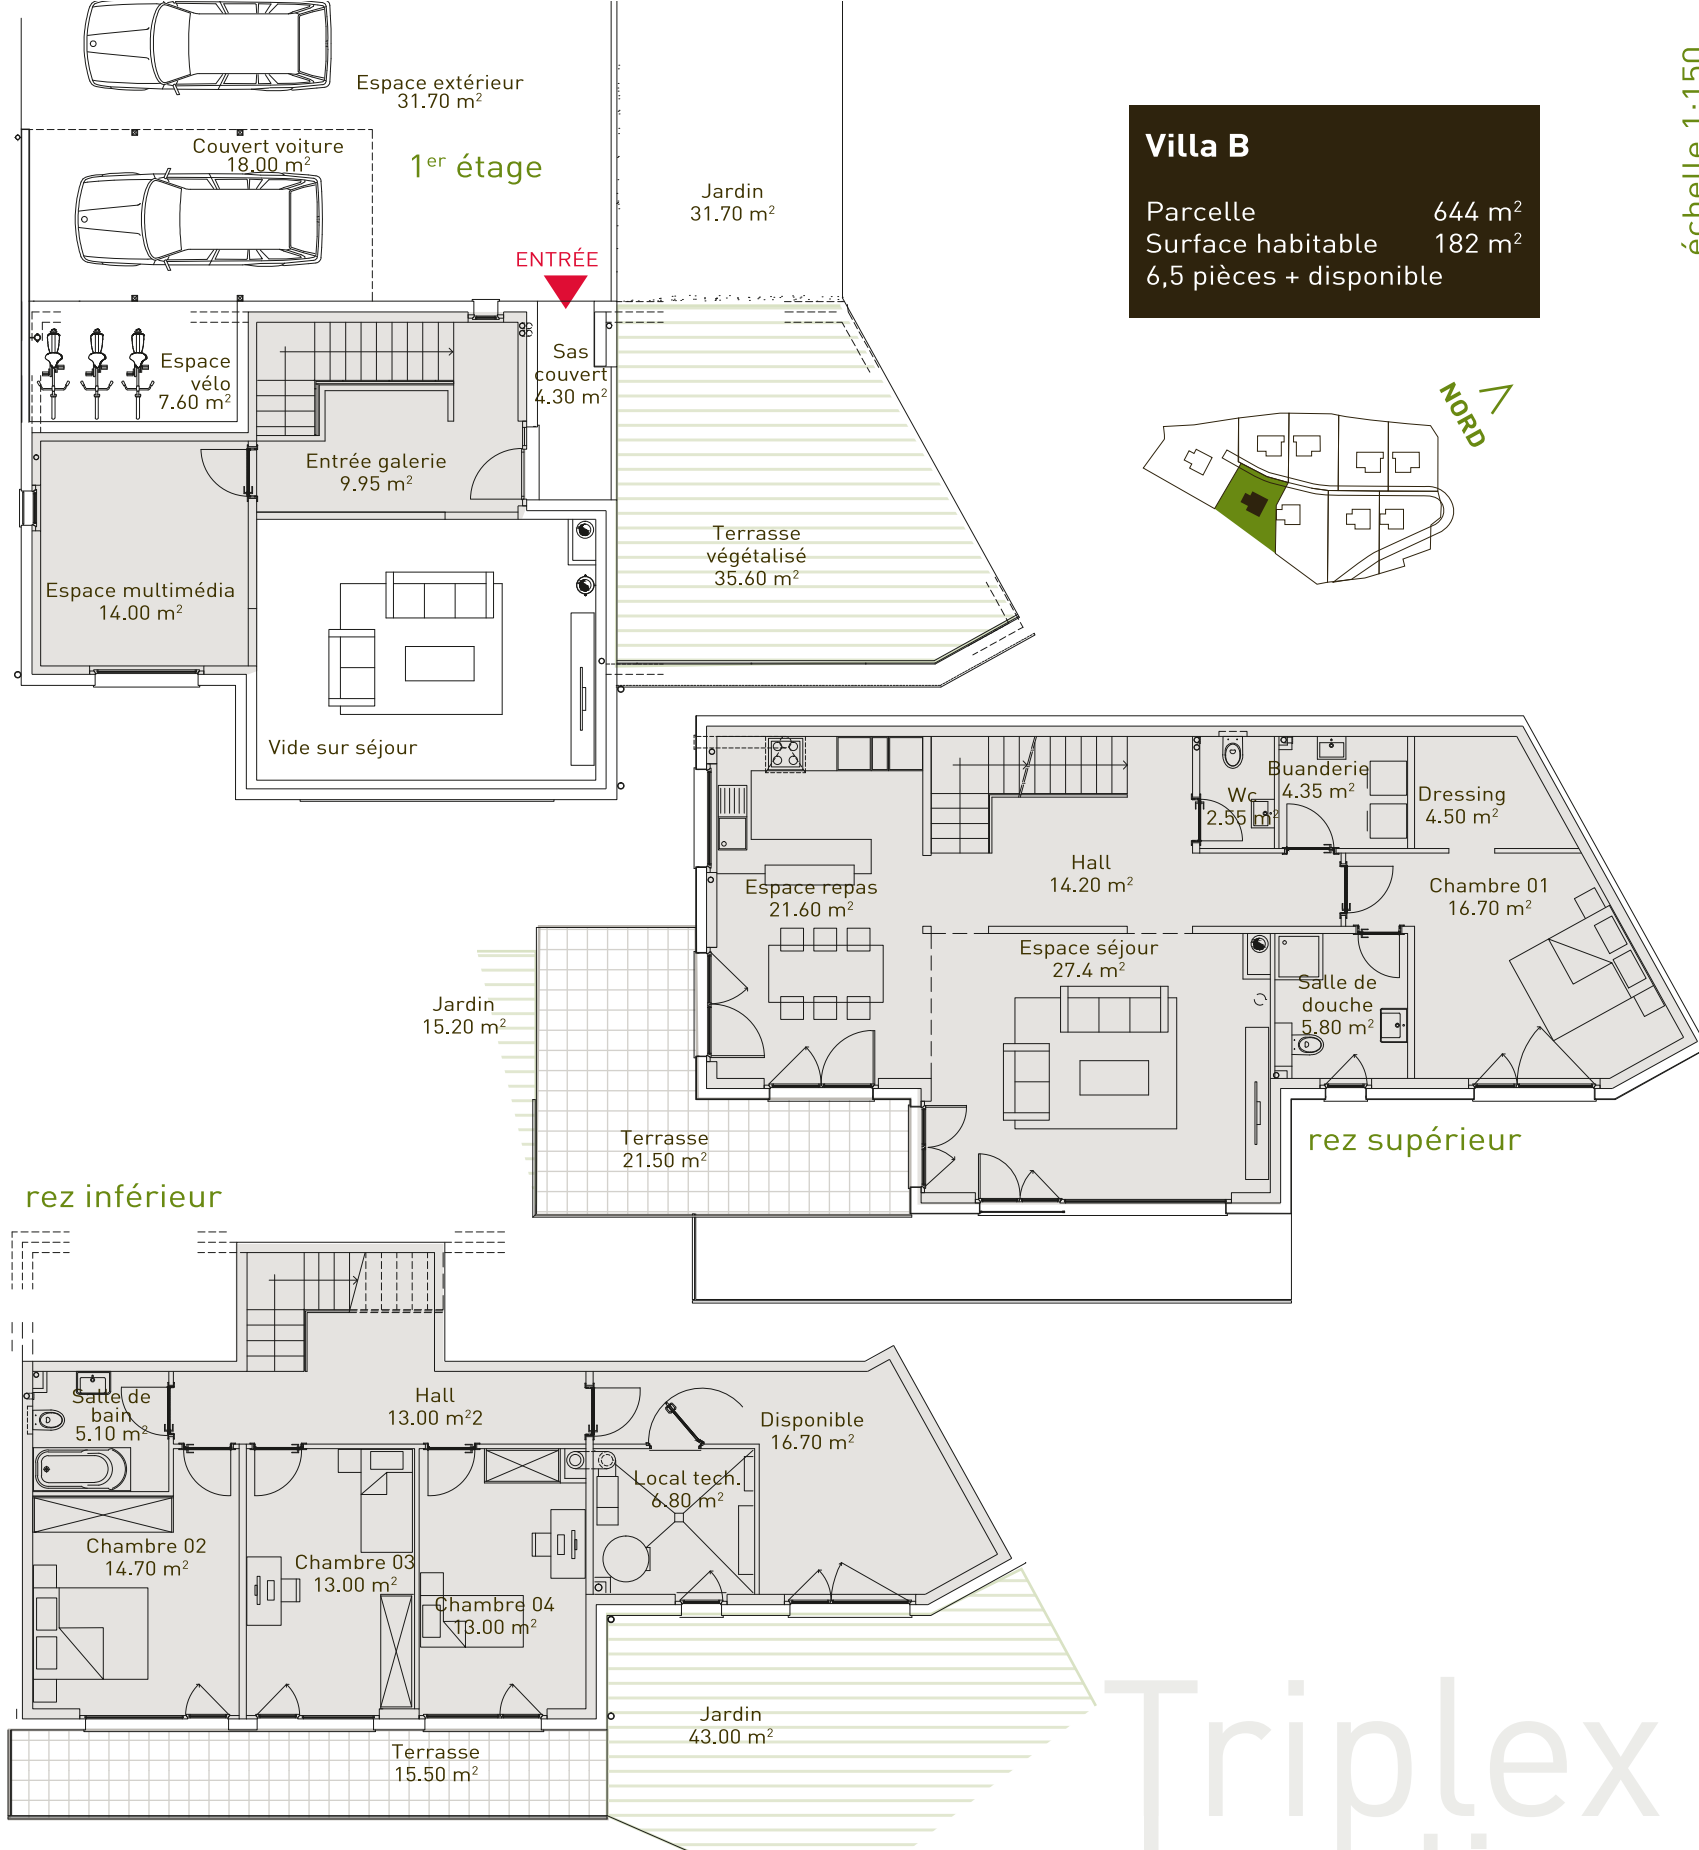 Espace extérieur
31.70 m²
Couvert voiture
18.00 m²
1er étage
Jardin
31.70 m²
ENTRÉE
Villa B
Parcelle 644 m²
Surface habitable 182 m²
6,5 pièces + disponible
échelle 1:150
NORD
Espace
vélo
7.60 m²
Sas
couvert
4.30 m²
Entrée galerie
9.95 m²
Terrasse
végétalisé
35.60 m²
Espace multimédia
14.00 m²
Vide sur séjour
Buanderie
4.35 m²
Wc
2.55 m²
Dressing
4.50 m²
Hall
14.20 m²
Espace repas
21.60 m²
Chambre 01
16.70 m²
Espace séjour
27.4 m²
Salle de
douche
5.80 m²
Jardin
15.20 m²
Terrasse
21.50 m²
rez supérieur
rez inférieur
Salle de
bain
5.10 m²
Hall
13.00 m²2
Disponible
16.70 m²
Local tech.
6.80 m²
Chambre 02
14.70 m²
Chambre 03
13.00 m²
Chambre 04
13.00 m²
Jardin
43.00 m²
Terrasse
15.50 m²
Triplex